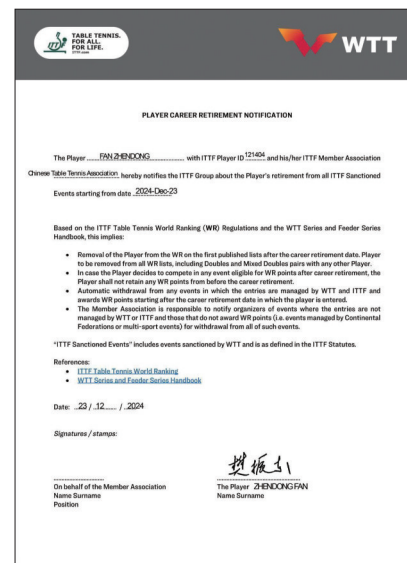 TABLE TENNIS.
FOR ALL.
FOR LIFE.
ITTF.com
WTT
PLAYER CAREER RETIREMENT NOTIFICATION
The Player ......FAN ZHENDONG............ with ITTF Player ID 121404 and his/her ITTF Member Association
Chinese Table Tennis Association hereby notifies the ITTF Group about the Player's retirement from all ITTF Sanctioned
Events starting from date 2024-Dec-23
Based on the ITTF Table Tennis World Ranking (WR) Regulations and the WTT Series and Feeder Series
Handbook, this implies:
• Removal of the Player from the WR on the first published lists after the career retirement date. Player
to be removed from all WR lists, including Doubles and Mixed Doubles pairs with any other Player.
• In case the Player decides to compete in any event eligible for WR points after career retirement, the
Player shall not retain any WR points from before the career retirement.
• Automatic withdrawal from any events in which the entries are managed by WTT and ITTF and
awards WR points starting after the career retirement date in which the player is entered.
• The Member Association is responsible to notify organizers of events where the entries are not
managed by WTT or ITTF and those that do not award WR points (i.e. events managed by Continental
Federations or multi-sport events) for withdrawal from all of such events.
"ITTF Sanctioned Events" includes events sanctioned by WTT and is as defined in the ITTF Statutes.
References:
• ITTF Table Tennis World Ranking
• WTT Series and Feeder Series Handbook
Date: ..23 / ..12...... / ..2024
Signatures / stamps:
樊振东
On behalf of the Member Association
Name Surname
Position
The Player ZHENDONG FAN
Name Surname